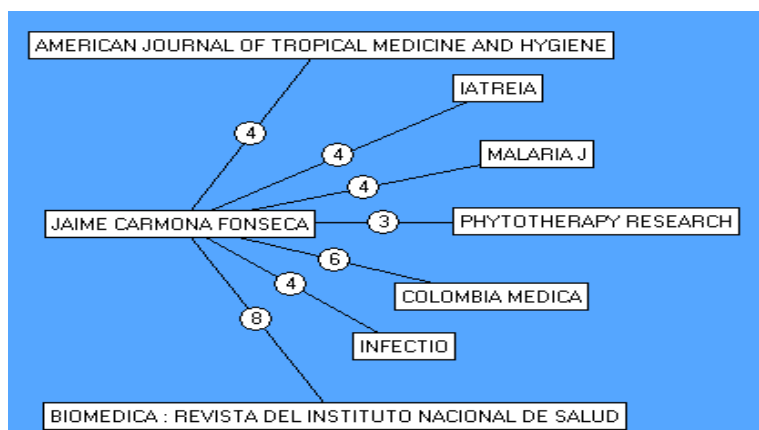 AMERICAN JOURNAL OF TROPICAL MEDICINE AND HYGIENE
IATREIA
4
4
MALARIA J
4
JAIME CARMONA FONSECA
3
PHYTOTHERAPY RESEARCH
6
4
COLOMBIA MEDICA
8
INFECTIO
BIOMEDICA : REVISTA DEL INSTITUTO NACIONAL DE SALUD